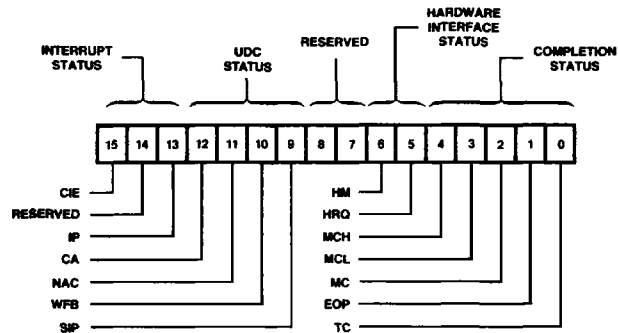 INTERRUPT
STATUS
UDC
STATUS
RESERVED
HARDWARE
INTERFACE
STATUS
COMPLETION
STATUS
15 14 13 12 11 10 9 8 7 6 5 4 3 2 1 0
CIE
RESERVED
IP
CA
NAC
WFB
SIP
HM
HRQ
MCH
MCL
MC
EOP
TC